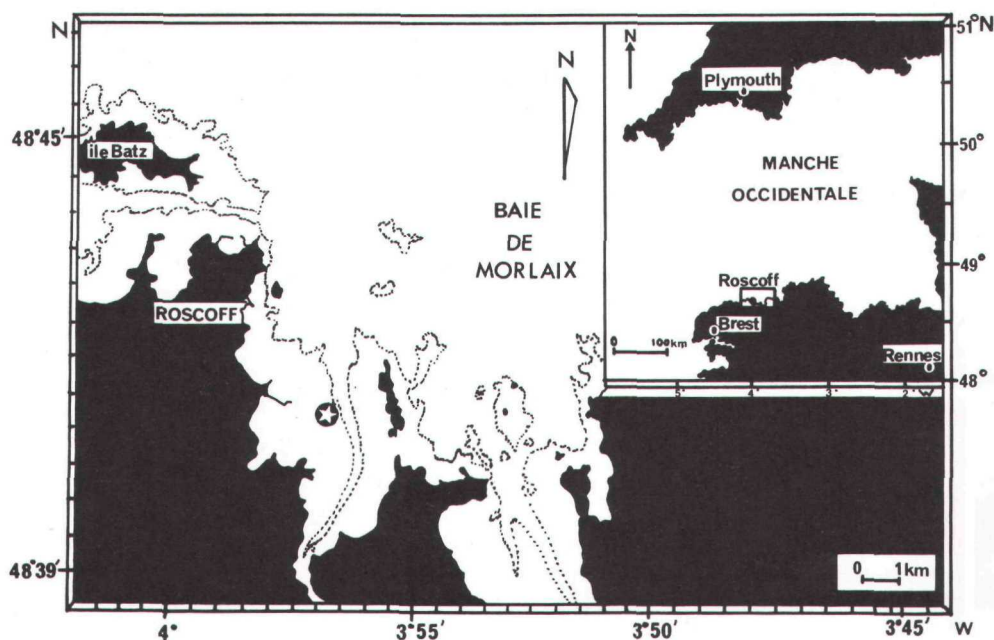 N
48°45'
ile Batz
ROSCOFF
N
BAIE
DE
MORLAIX
48°39'
4°
3°55'
3°50'
3°45'
W
0 1km
N
Plymouth
MANCHE
OCCIDENTALE
Roscoff
Brest
Rennes
0 100km
51°N
50°
49°
48°
5°
4°
3°
2°
W